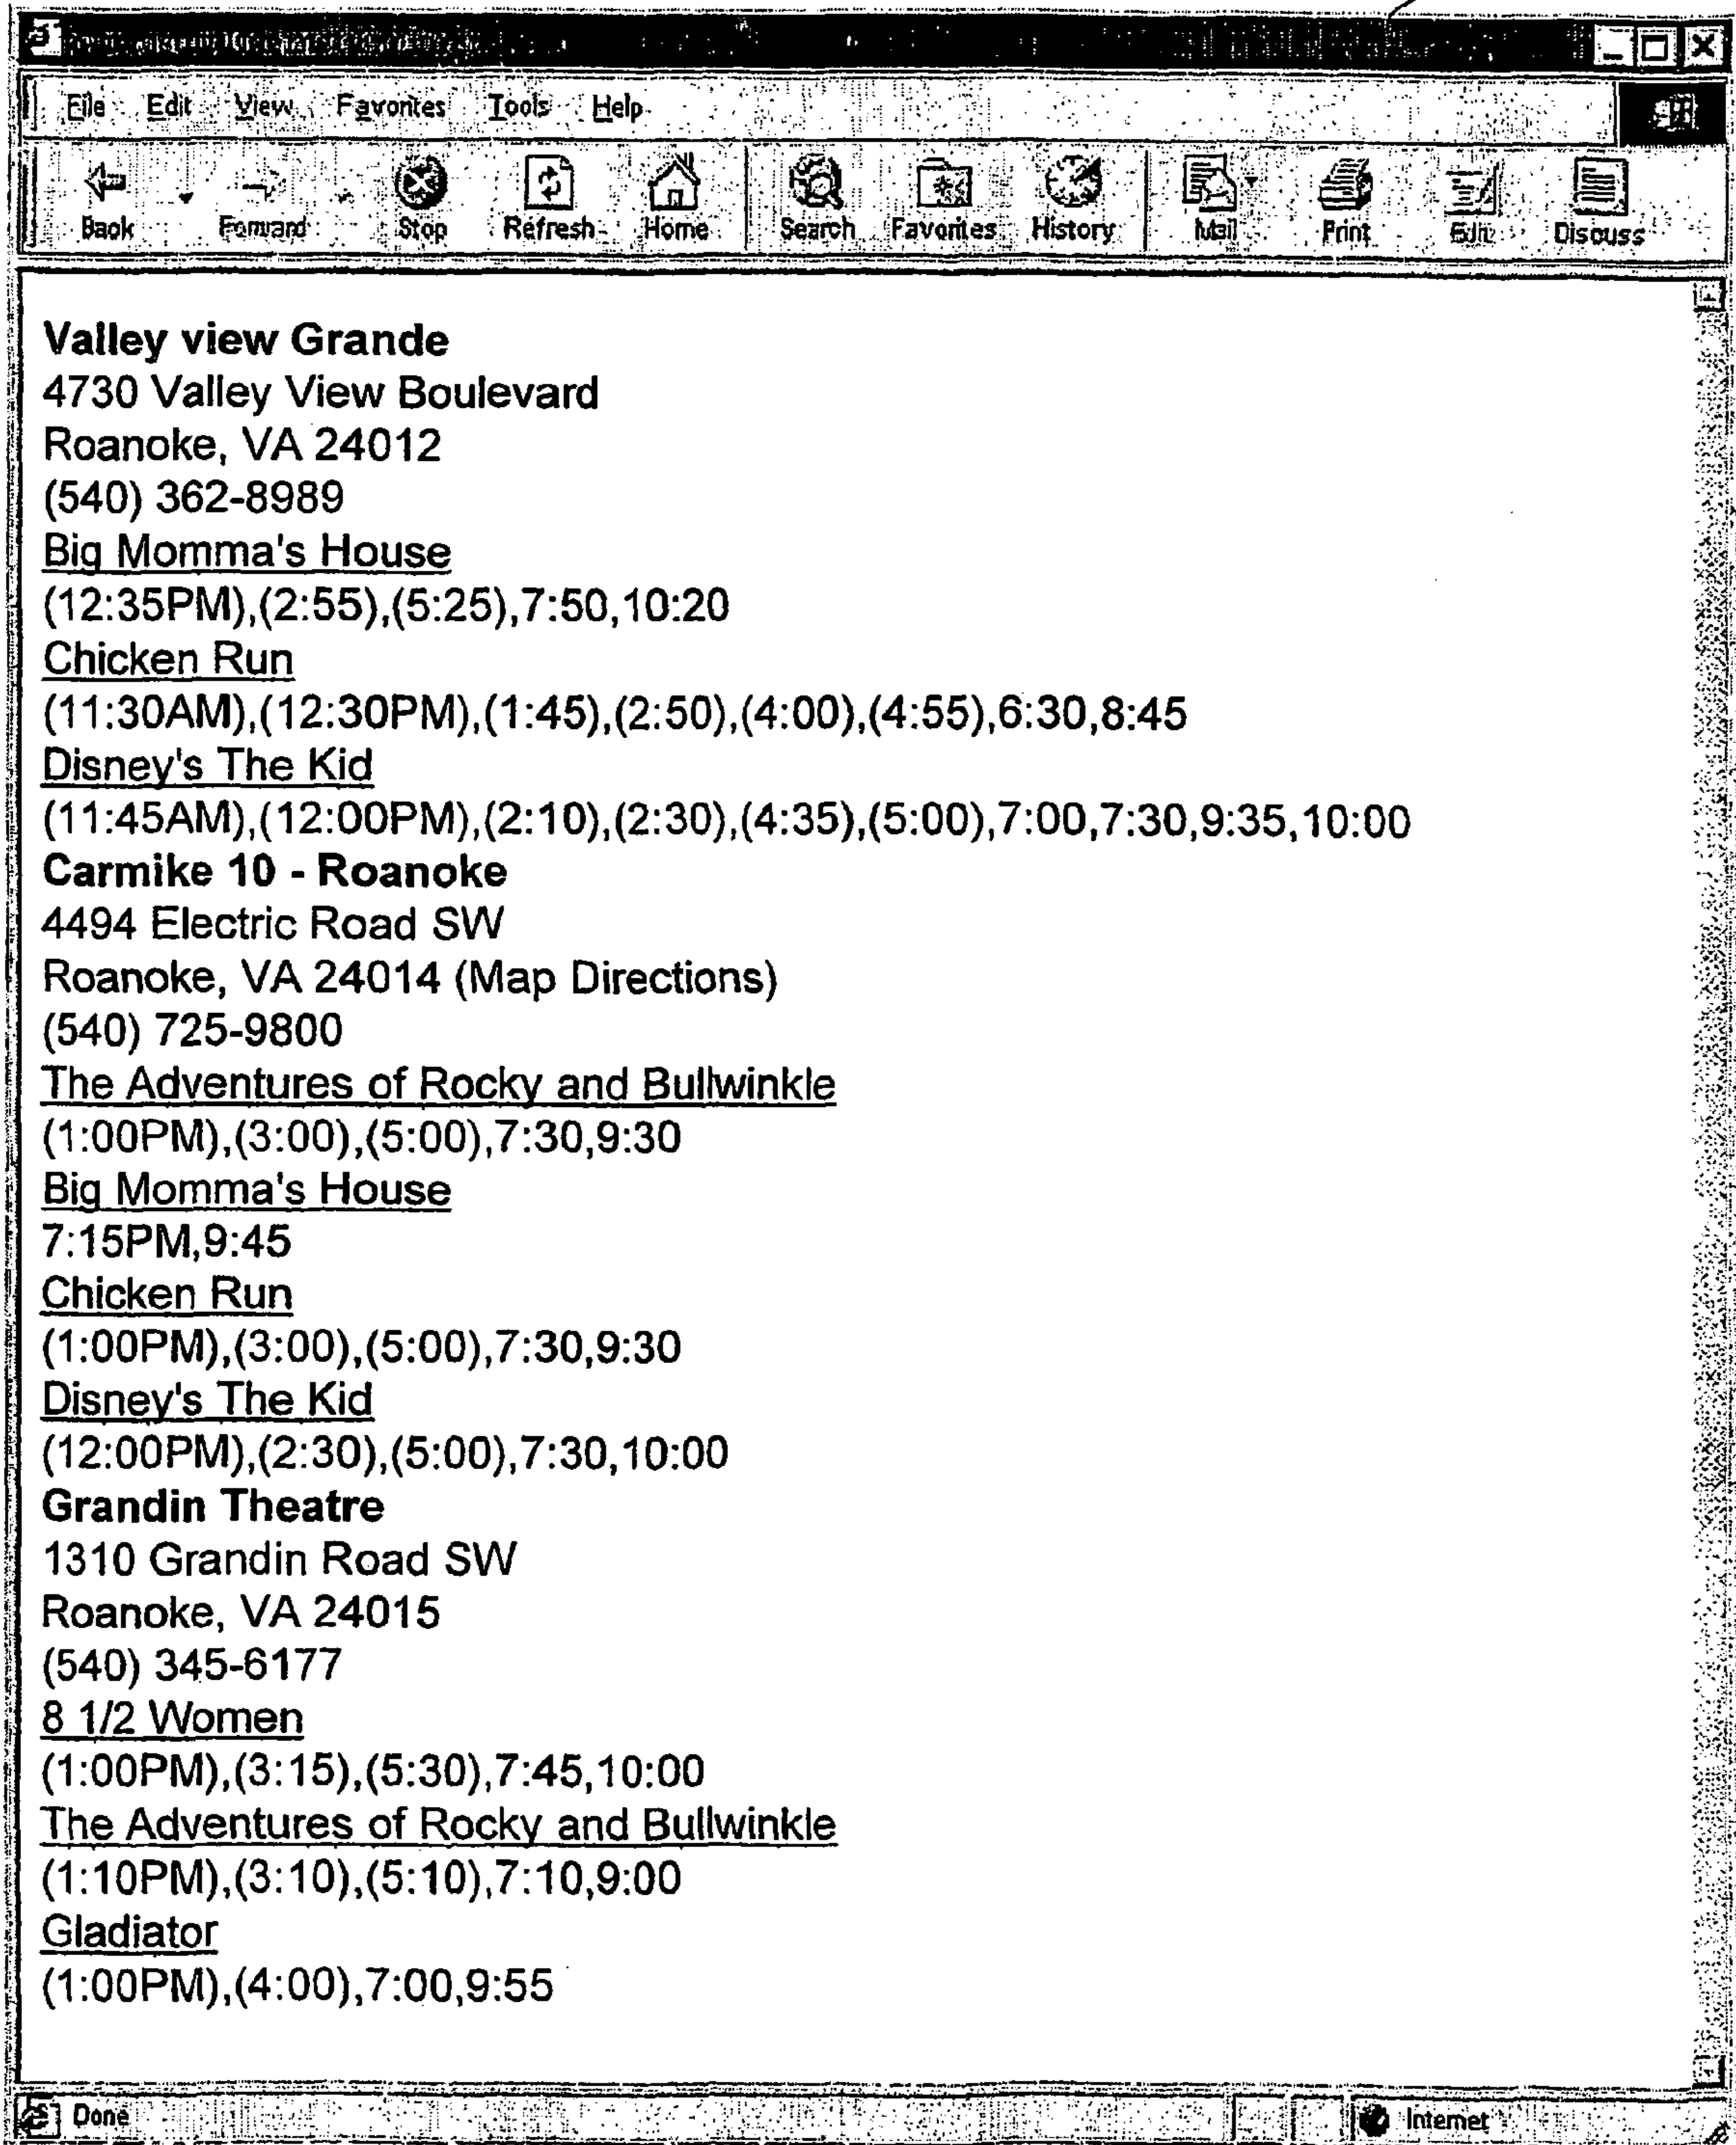 File Edit View Favorites Tools Help
Back Forward Stop Refresh Home Search Favorites History Mail Print Edit Discuss
Valley view Grande
4730 Valley View Boulevard
Roanoke, VA 24012
(540) 362-8989
Big Momma's House
(12:35PM),(2:55),(5:25),7:50,10:20
Chicken Run
(11:30AM),(12:30PM),(1:45),(2:50),(4:00),(4:55),6:30,8:45
Disney's The Kid
(11:45AM),(12:00PM),(2:10),(2:30),(4:35),(5:00),7:00,7:30,9:35,10:00
Carmike 10 - Roanoke
4494 Electric Road SW
Roanoke, VA 24014 (Map Directions)
(540) 725-9800
The Adventures of Rocky and Bullwinkle
(1:00PM),(3:00),(5:00),7:30,9:30
Big Momma's House
7:15PM,9:45
Chicken Run
(1:00PM),(3:00),(5:00),7:30,9:30
Disney's The Kid
(12:00PM),(2:30),(5:00),7:30,10:00
Grandin Theatre
1310 Grandin Road SW
Roanoke, VA 24015
(540) 345-6177
8 1/2 Women
(1:00PM),(3:15),(5:30),7:45,10:00
The Adventures of Rocky and Bullwinkle
(1:10PM),(3:10),(5:10),7:10,9:00
Gladiator
(1:00PM),(4:00),7:00,9:55
Done Internet